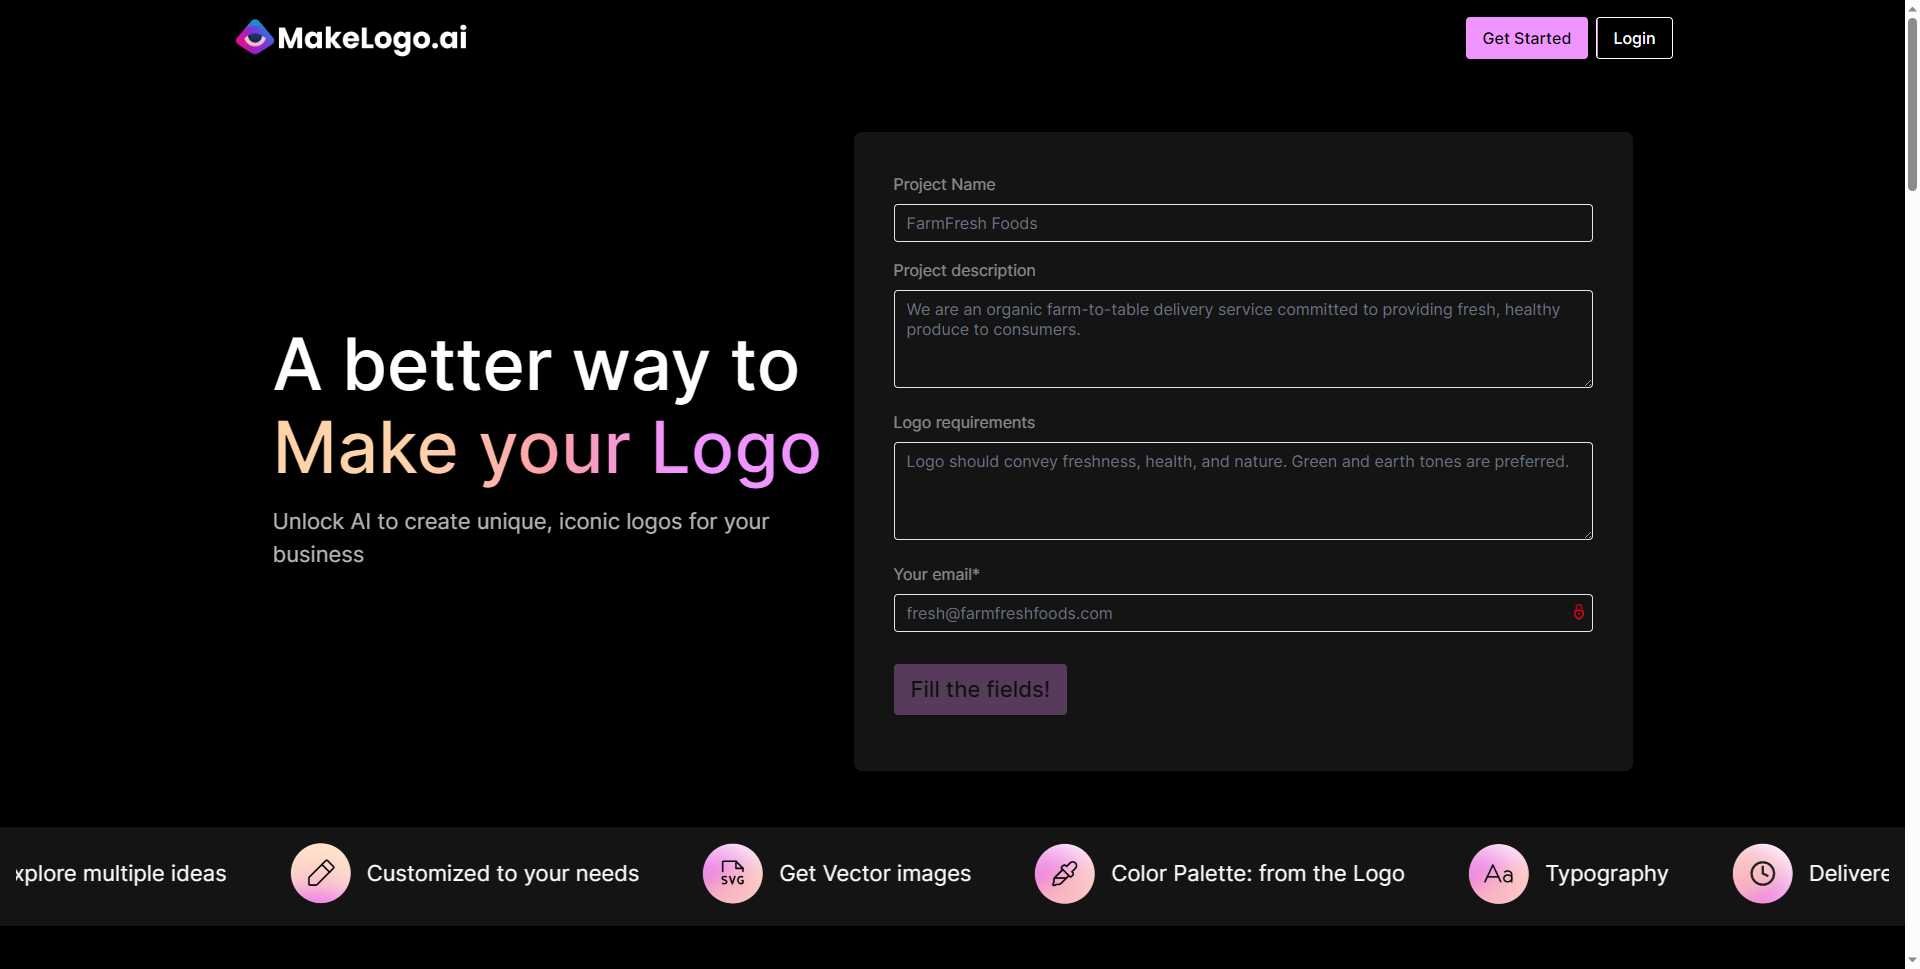 MakeLogo.ai
Get Started
Login
A better way to
Make your Logo
Unlock AI to create unique, iconic logos for your
business
Project Name
FarmFresh Foods
Project description
We are an organic farm-to-table delivery service committed to providing fresh, healthy
produce to consumers.
Logo requirements
Logo should convey freshness, health, and nature. Green and earth tones are preferred.
Your email*
fresh@farmfreshfoods.com
Fill the fields!
xplore multiple ideas
Customized to your needs
SVG
Get Vector images
Color Palette: from the Logo
Aa
Typography
Delivere